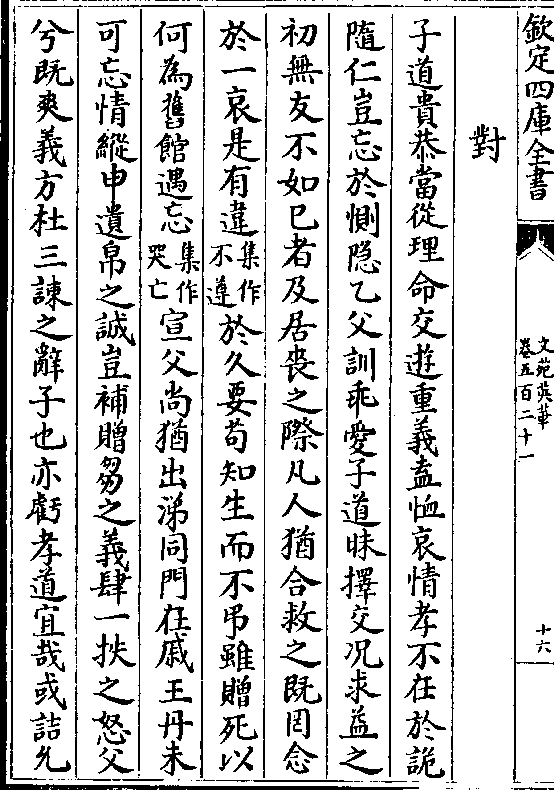 欽定四庫全書
文苑英華
卷五百二十一
十六
對
子道貴恭當從理命交遊重義盍恤哀情孝不在於詭
隨仁豈忘於惻隐乙父訓乖愛子道昧擇交况求益之
初無友不如已者及居喪之際凡人猶合救之既罔念
於一哀是有違集作不遵於久要苟知生而不弔雖贈死以
何為舊館遇忘集作哭亡宣父尚猶出涕同門在戚王丹未
可忘情縱申遺帛之誠豈補贈芻之義肆一抶之怒父
兮既爽義方杜三諫之辭子也亦虧孝道宜哉或詰允